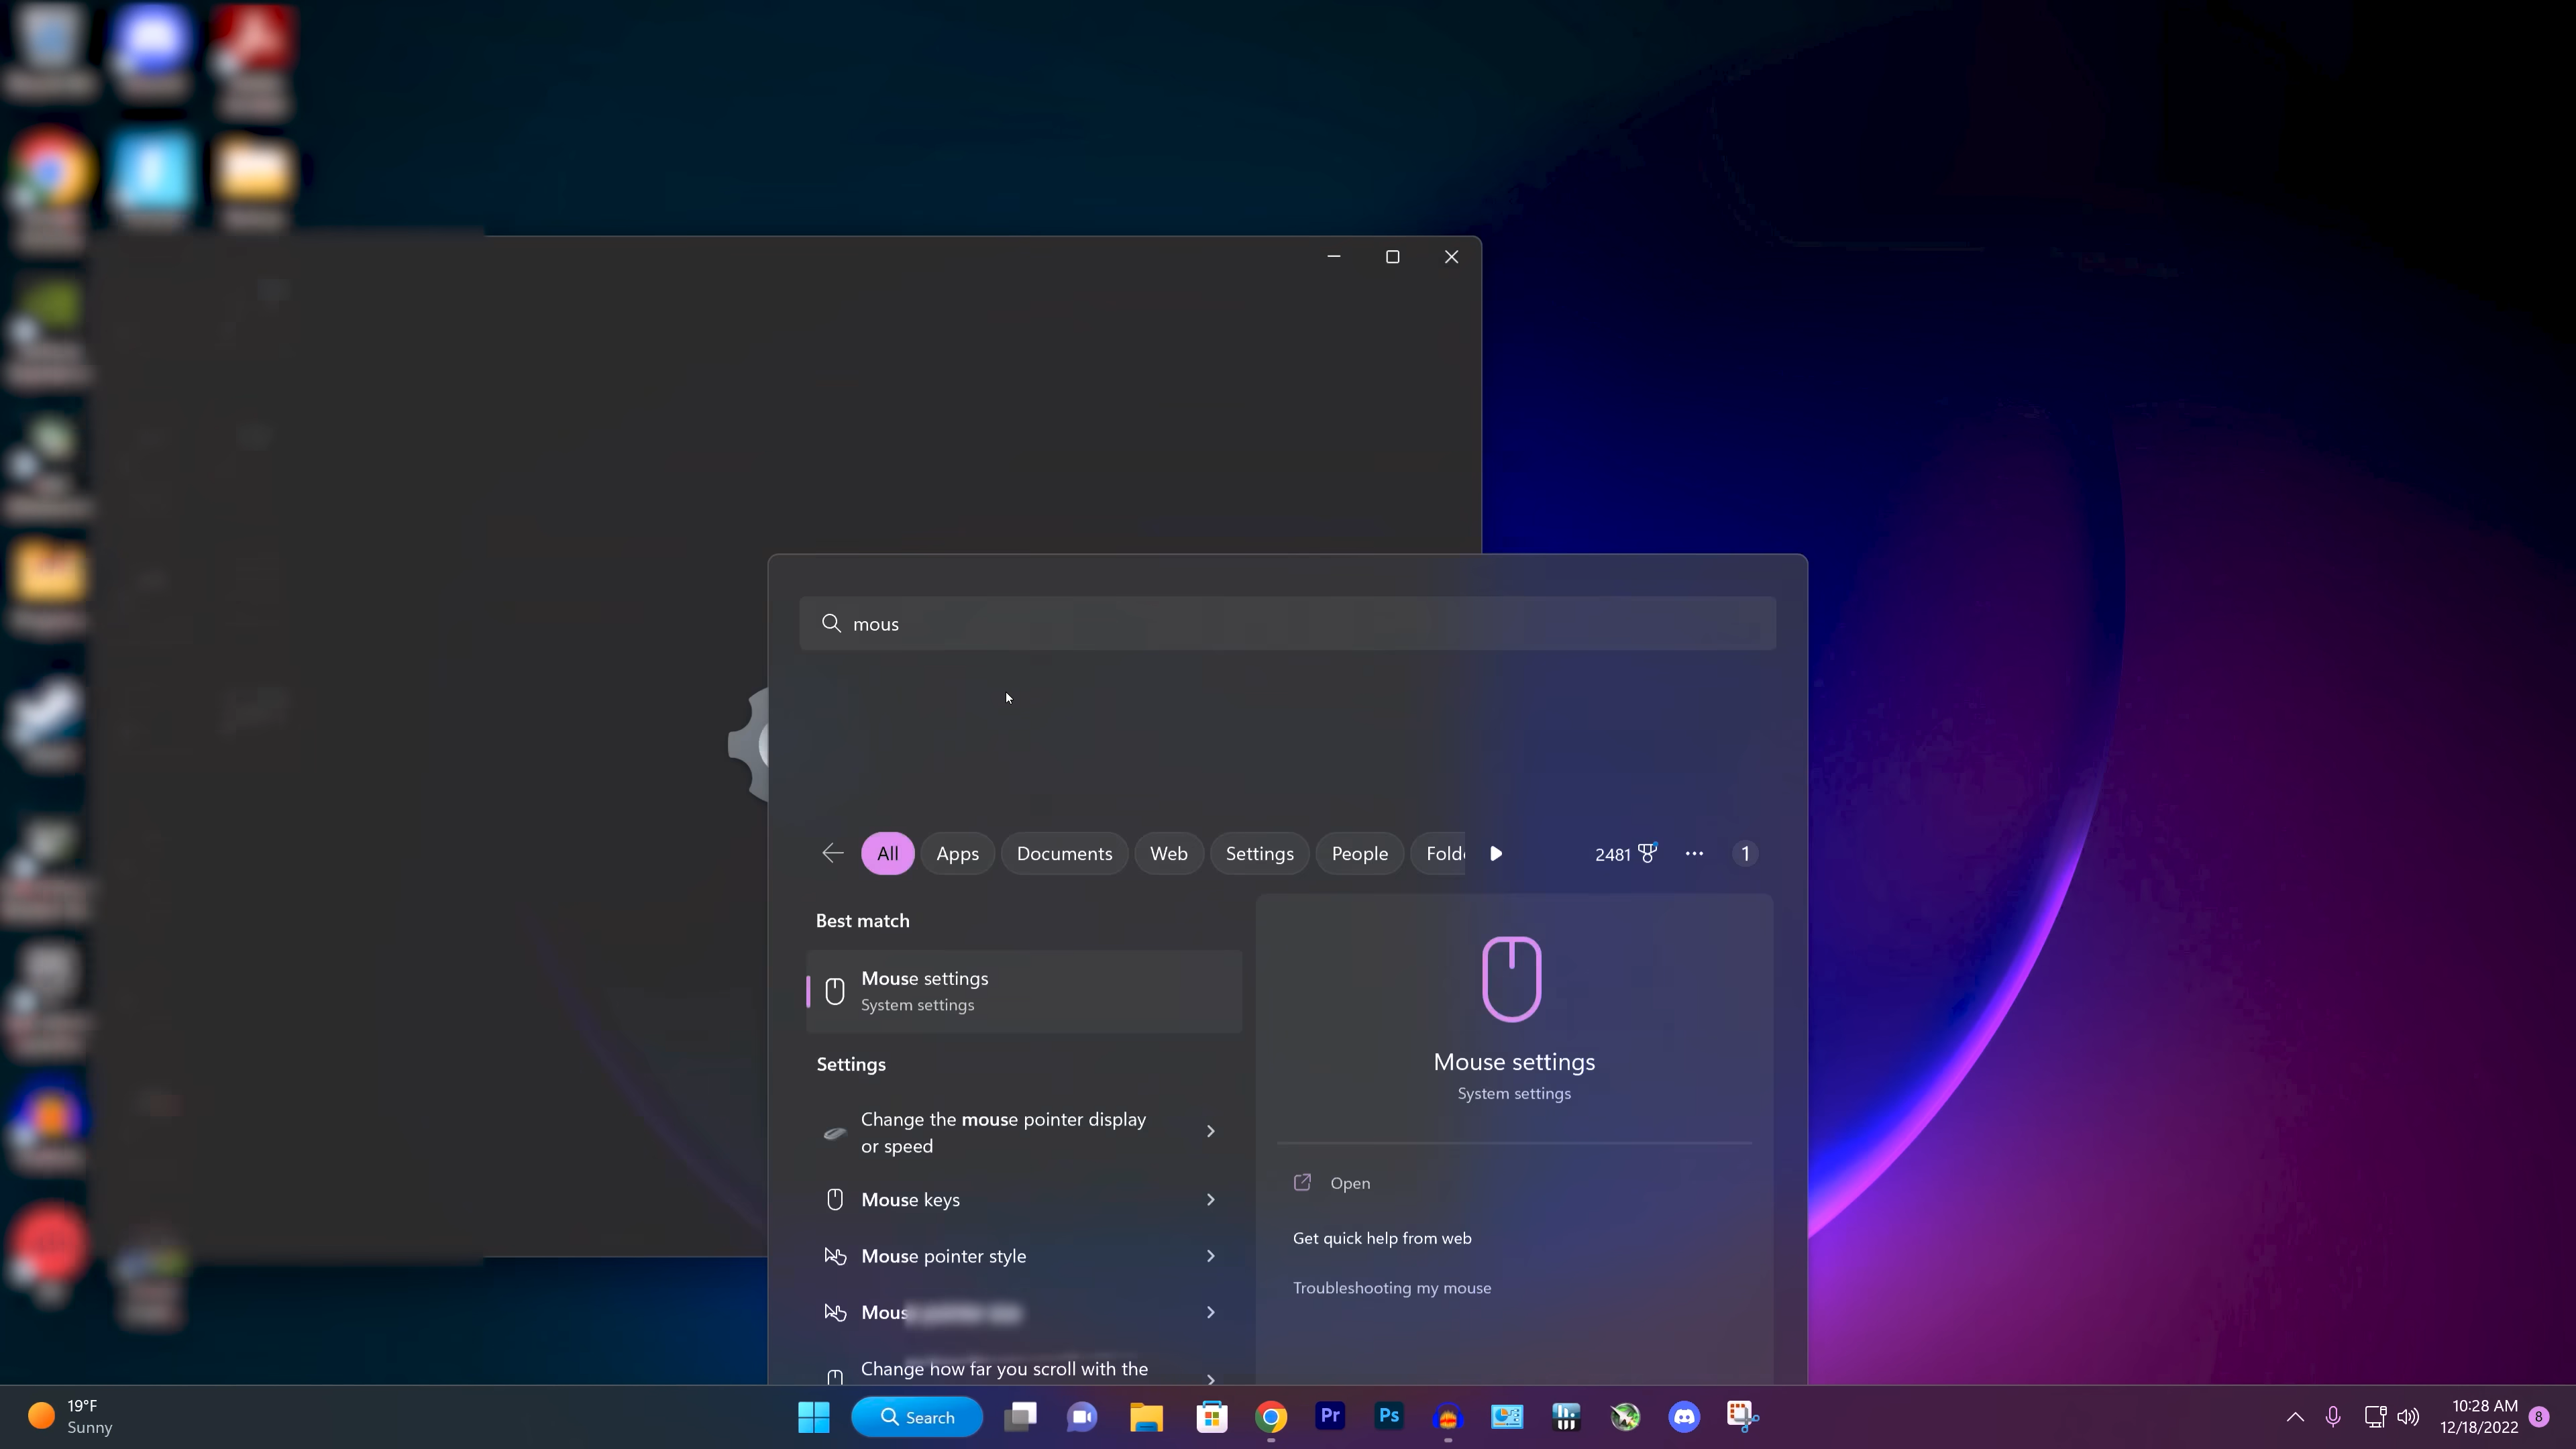 mous
All Apps Documents Web Settings People Folde 2481 ... 1
Best match
Mouse settings
System settings
Settings
Change the mouse pointer display
or speed
Mouse keys
Mouse pointer style
Mous
Change how far you scroll with the
Mouse settings
System settings
Open
Get quick help from web
Troubleshooting my mouse
19°F
Sunny
Search
Pr
Ps
10:28 AM
12/18/2022
8